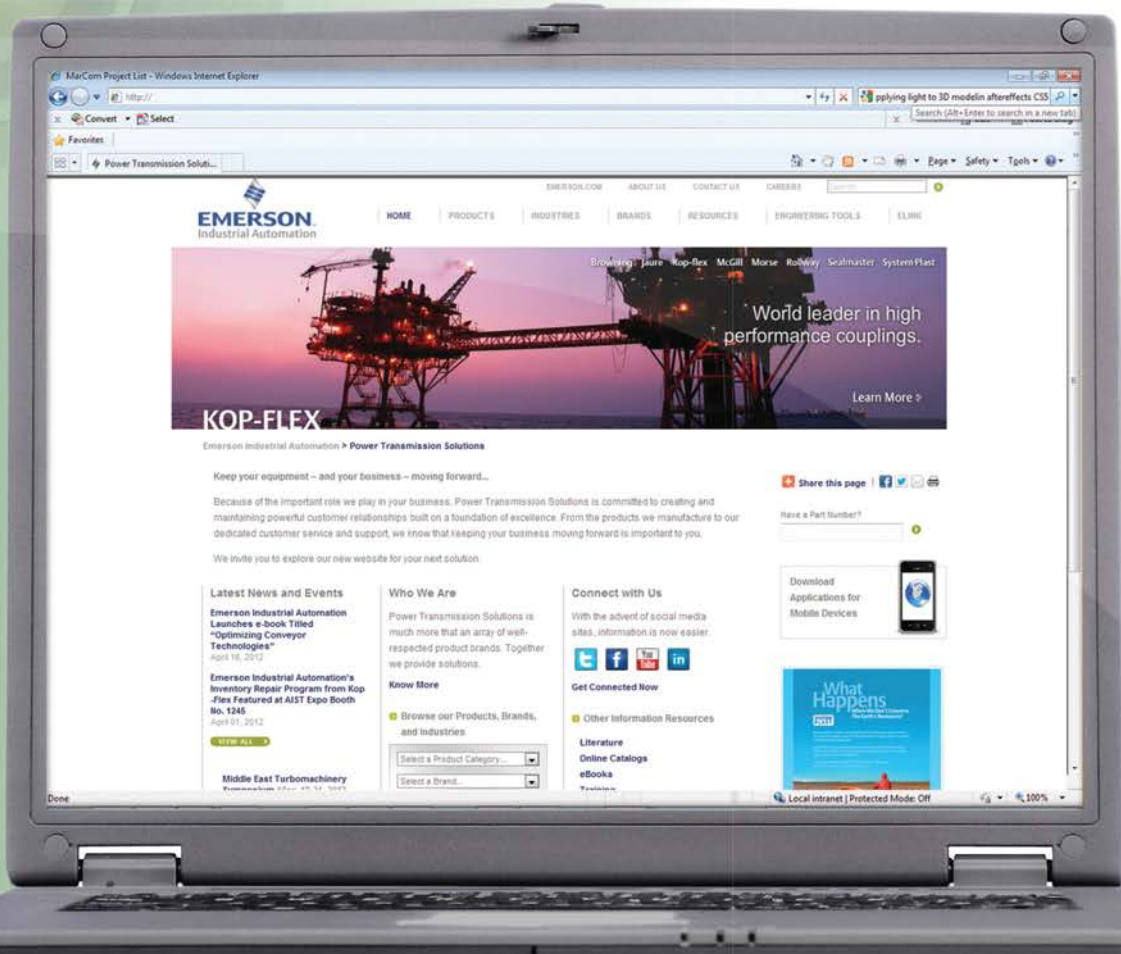 MarCom Project List - Windows Internet Explorer
http://
pplying light to 3D modelin aftereffects CS5
Convert Select
Search (Alt+Enter to search in a new tab)
Favorites
Power Transmission Soluti...
Page Safety Tools
EMERSON.COM ABOUT US CONTACT US CAREERS
EMERSON
Industrial Automation
HOME PRODUCTS INDUSTRIES BRANDS RESOURCES ENGINEERING TOOLS ELINK
Browning Jaure Kop-flex McGill Morse Rollway Sealmaster System Plast
World leader in high
performance couplings.
Learn More
KOP-FLEX
Emerson Industrial Automation > Power Transmission Solutions
Keep your equipment – and your business – moving forward...
Because of the important role we play in your business. Power Transmission Solutions is committed to creating and
maintaining powerful customer relationships built on a foundation of excellence. From the products we manufacture to our
dedicated customer service and support, we know that keeping your business moving forward is important to you.
We invite you to explore our new website for your next solution.
Share this page
Have a Part Number?
Download
Applications for
Mobile Devices
Latest News and Events
Emerson Industrial Automation
Launches e-book Titled
"Optimizing Conveyor
Technologies"
April 16, 2012
Emerson Industrial Automation's
Inventory Repair Program from Kop
-Flex Featured at AIST Expo Booth
No. 1245
April 01, 2012
VIEW ALL
Middle East Turbomachinery
Who We Are
Power Transmission Solutions is
much more that an array of well-
respected product brands. Together
we provide solutions.
Know More
Browse our Products, Brands,
and Industries
Select a Product Category...
Select a Brand...
Connect with Us
With the advent of social media
sites, information is now easier.
You
Tube
in
Get Connected Now
Other Information Resources
Literature
Online Catalogs
eBooks
Training
What
Happens
When We Can't Conserve
The Earth's Resources?
Done
Local intranet | Protected Mode: Off
100%